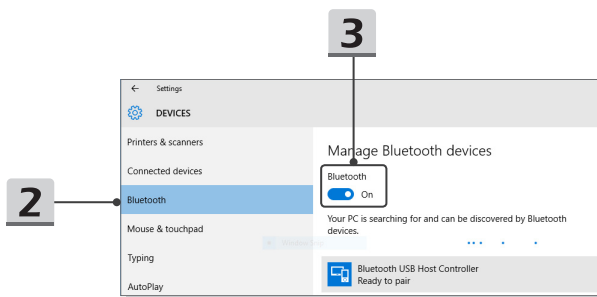 3
Settings
DEVICES
Printers & scanners
Connected devices
Bluetooth
Mouse & touchpad
Typing
AutoPlay
2
Manage Bluetooth devices
Bluetooth
On
Your PC is searching for and can be discovered by Bluetooth
devices.
Bluetooth USB Host Controller
Ready to pair